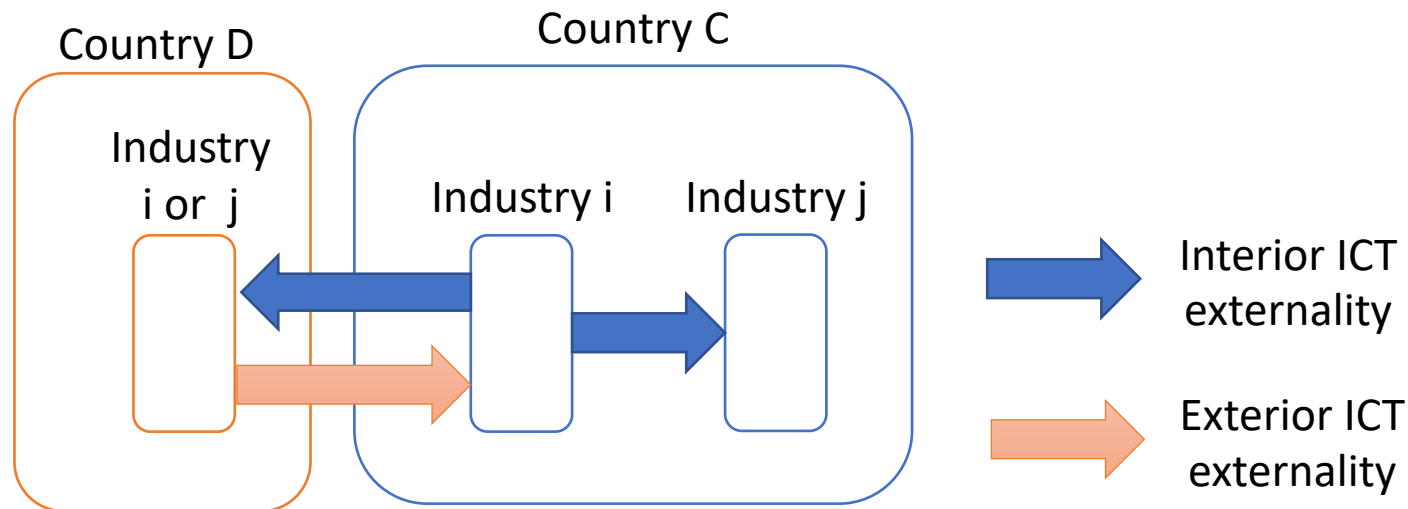 Country D
Country C
Industry
i or j
Industry i
Industry j
Interior ICT
externality
Exterior ICT
externality